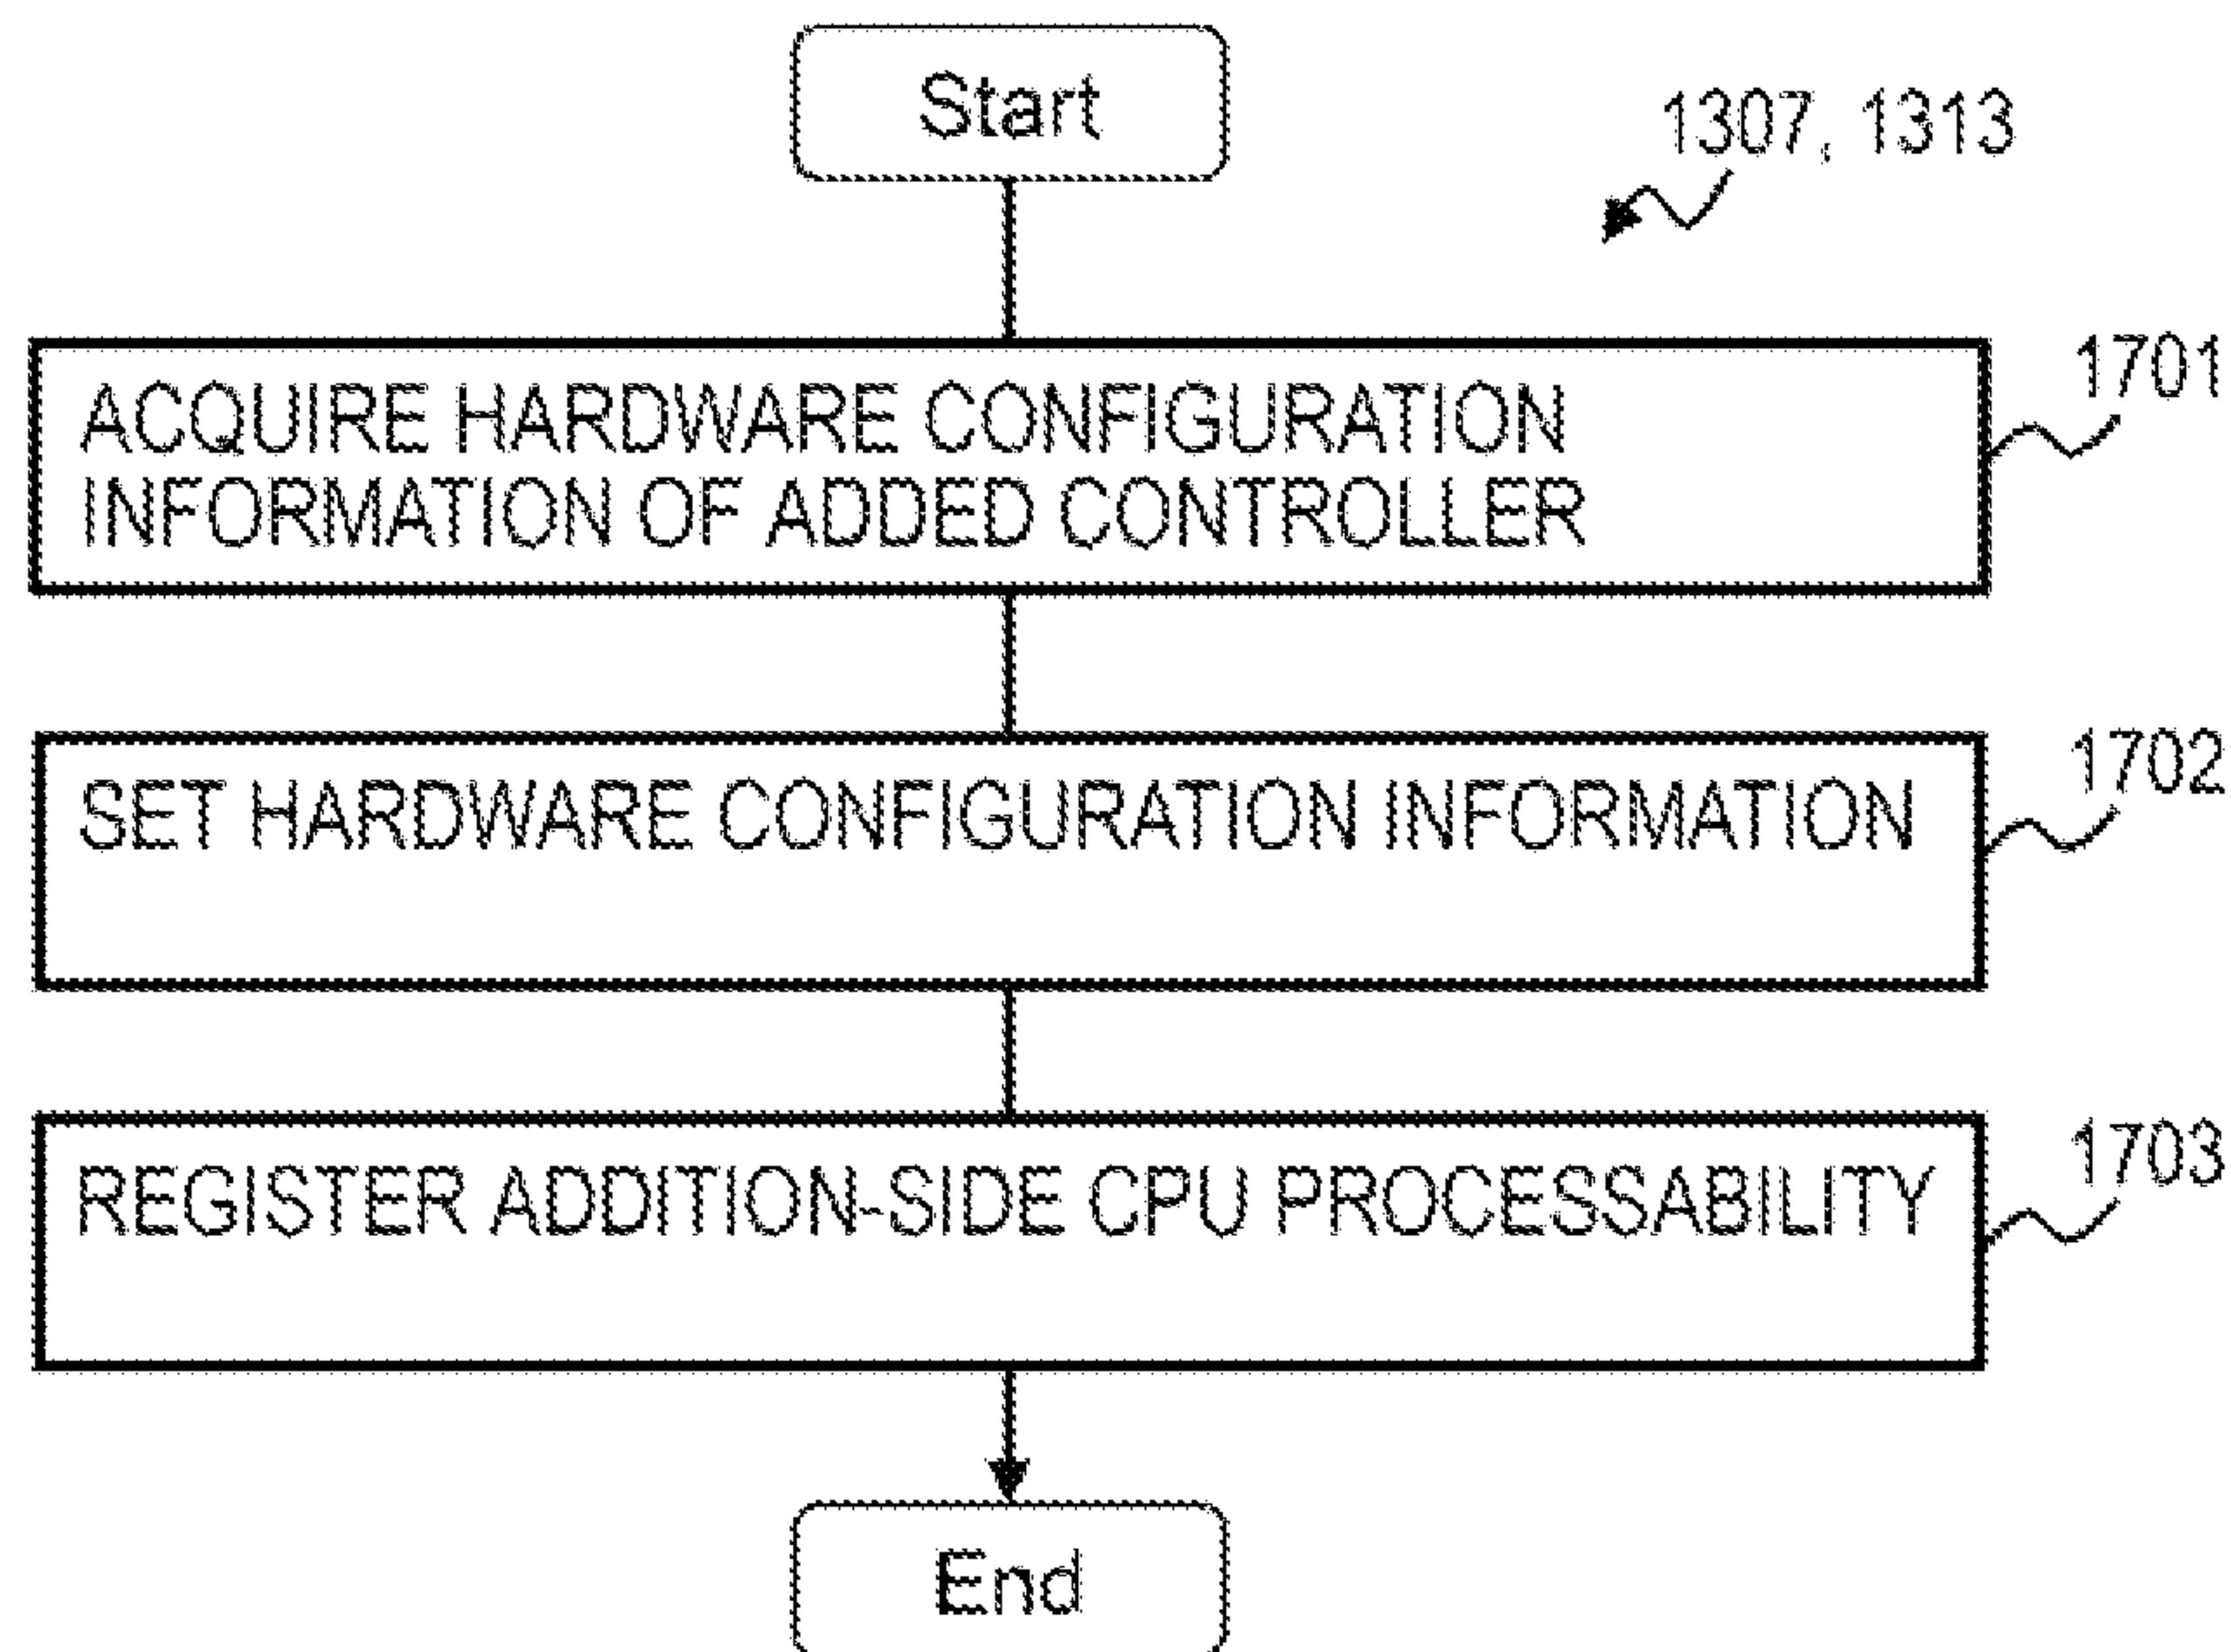 Start
1307, 1313
1701
ACQUIRE HARDWARE CONFIGURATION
INFORMATION OF ADDED CONTROLLER
1702
SET HARDWARE CONFIGURATION INFORMATION
1703
REGISTER ADDITION-SIDE CPU PROCESSABILITY
End